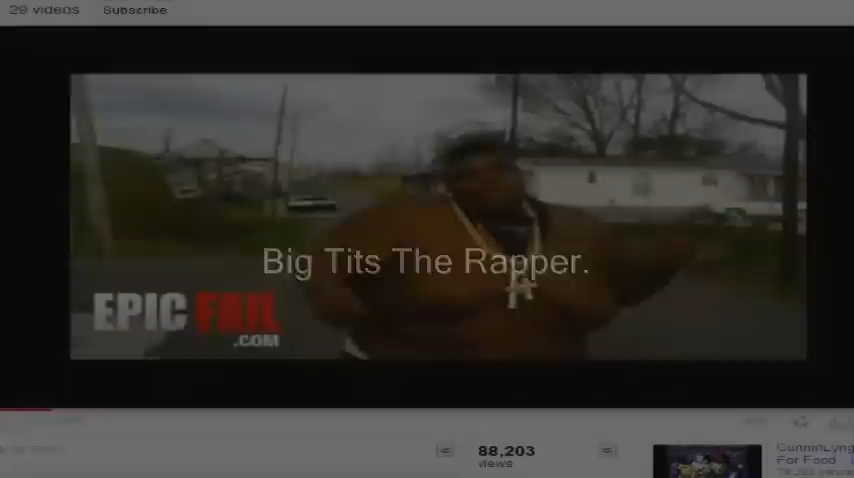 29 videos Subscribe
Big Tits The Rapper.
EPIC FAIL
.COM
88,203
views
For Food